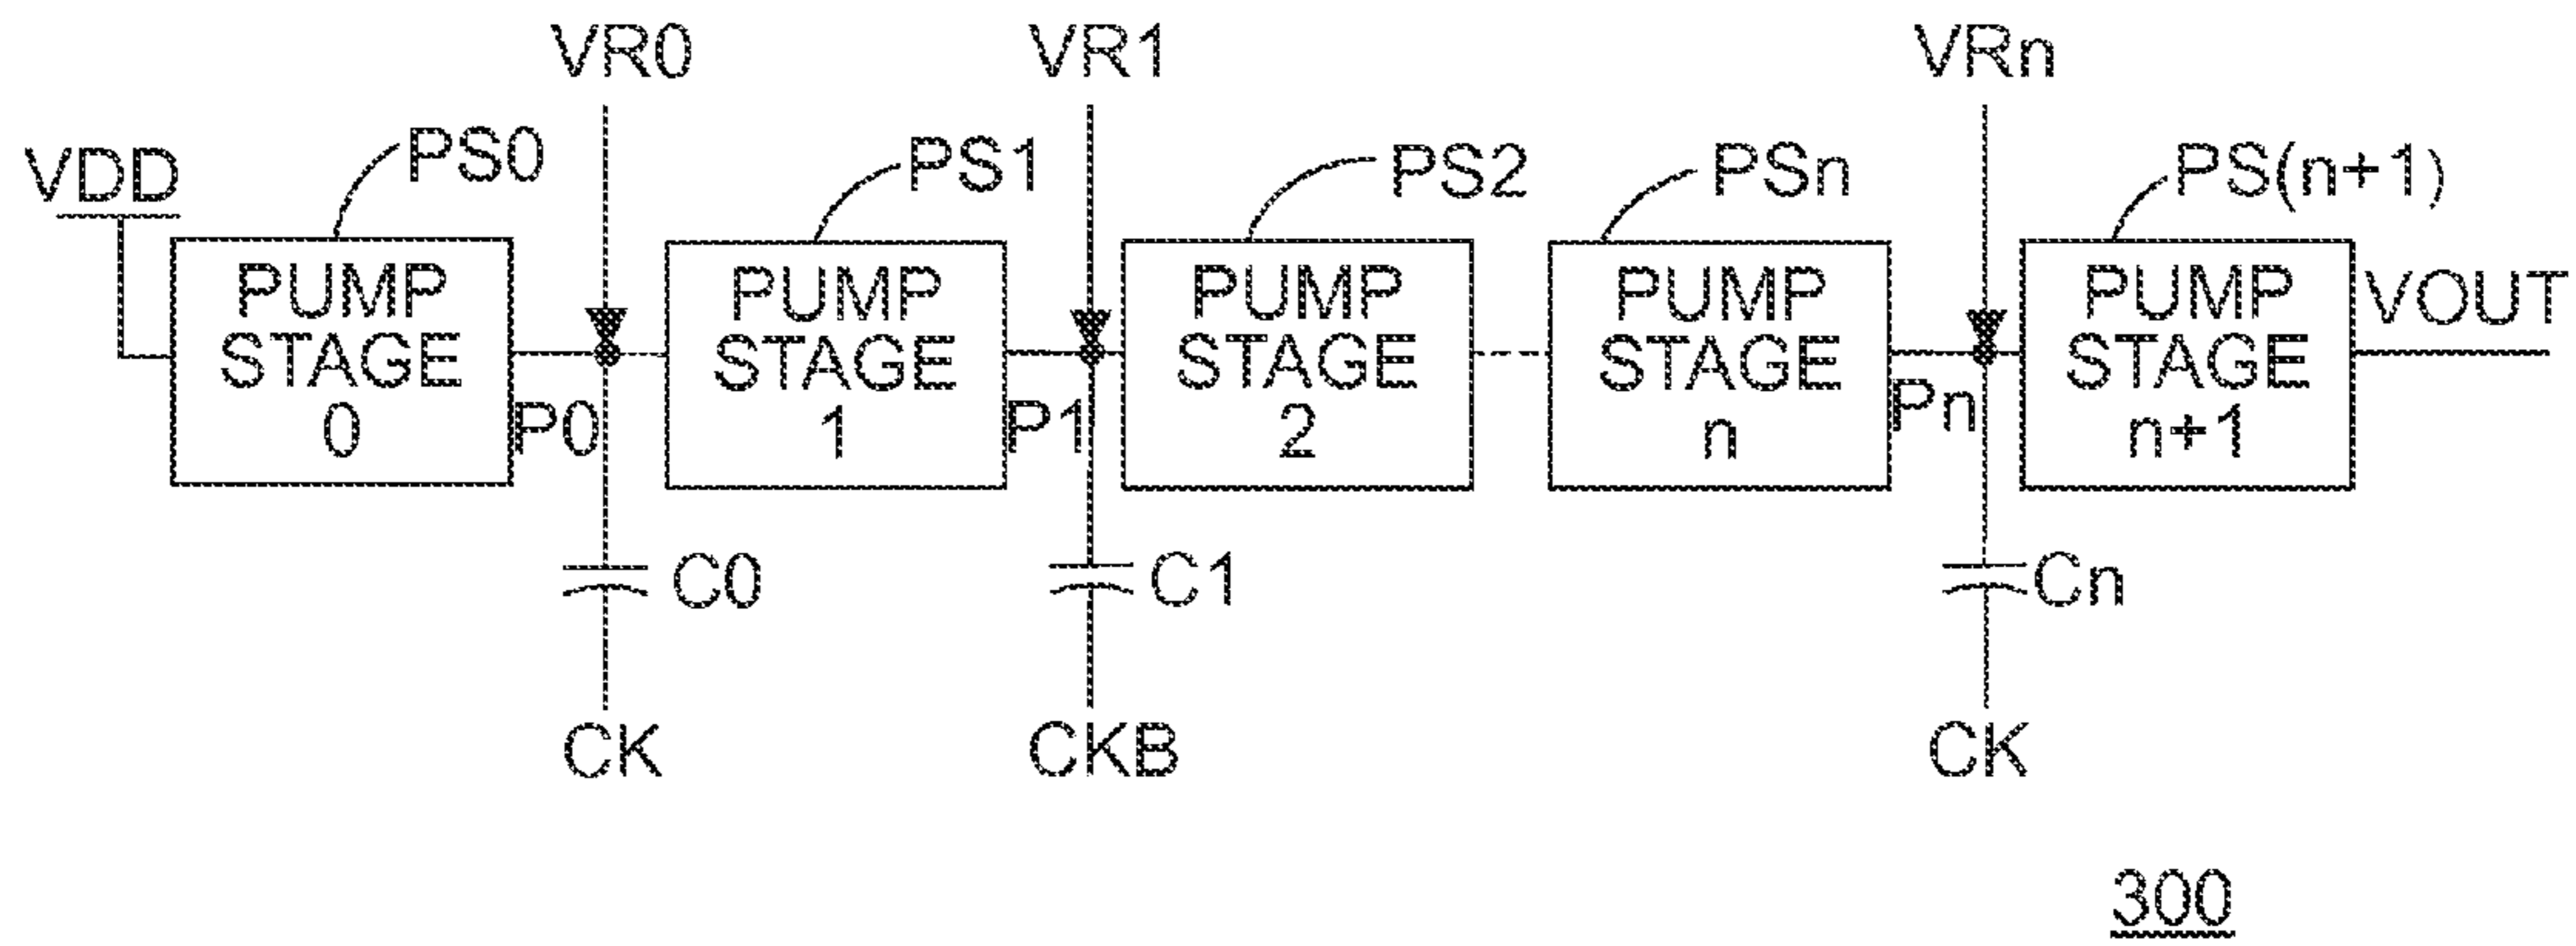 VR0 VR1 VRn
VDD PS0 PS1 PS2 PSn PS(n+1)
PUMP STAGE 0
P0
PUMP STAGE 1
P1
PUMP STAGE 2
PUMP STAGE n
Pn
PUMP STAGE n+1
VOUT
C0 C1 Cn
CK CKB CK
300